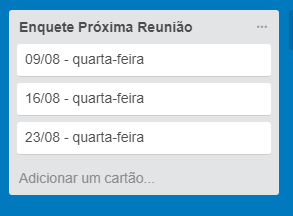 Enquete Próxima Reunião
09/08 - quarta-feira
16/08 - quarta-feira
23/08 - quarta-feira
Adicionar um cartão...